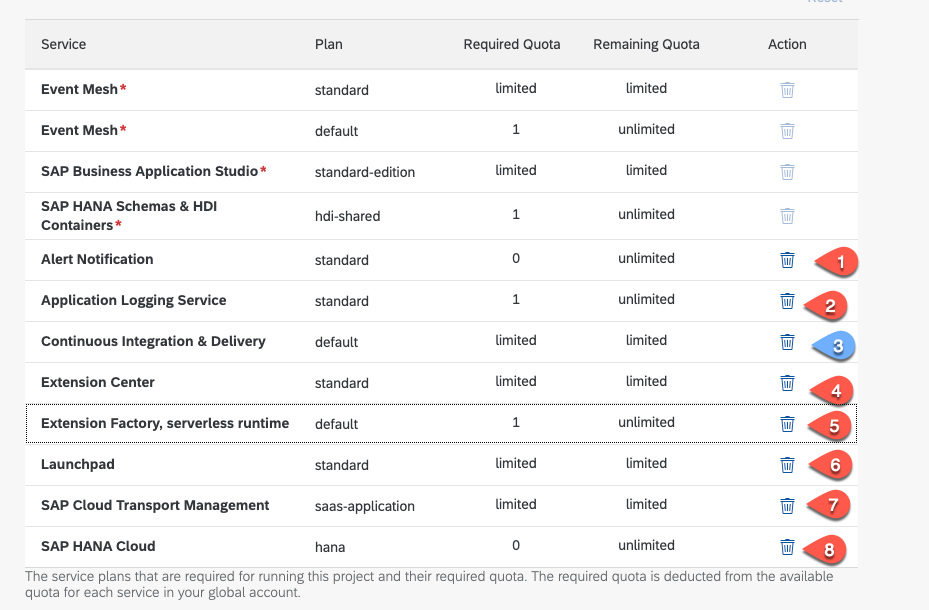 Service Plan Required Quota Remaining Quota Action
Event Mesh* standard limited limited
Event Mesh* default 1 unlimited
SAP Business Application Studio* standard-edition limited limited
SAP HANA Schemas & HDI
Containers* hdi-shared 1 unlimited
Alert Notification standard 0 unlimited 1
Application Logging Service standard 1 unlimited 2
Continuous Integration & Delivery default limited limited 3
Extension Center standard limited limited 4
Extension Factory, serverless runtime default 1 unlimited 5
Launchpad standard limited limited 6
SAP Cloud Transport Management saas-application limited limited 7
SAP HANA Cloud hana 0 unlimited 8
The service plans that are required for running this project and their required quota. The required quota is deducted from the available
quota for each service in your global account.